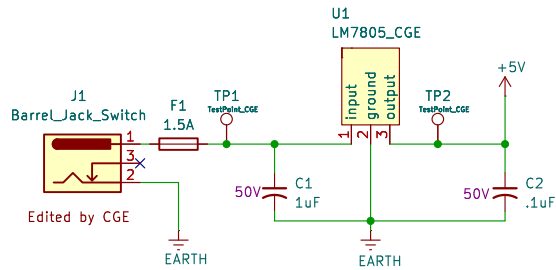 U1
LM7805_CGE
input
ground
output
1
2
3
J1
Barrel_Jack_Switch
1
3
2
Edited by CGE
F1
1.5A
TP1
TestPoint_CGE
TP2
TestPoint_CGE
+5V
50V
C1
1uF
50V
C2
.1uF
EARTH
EARTH